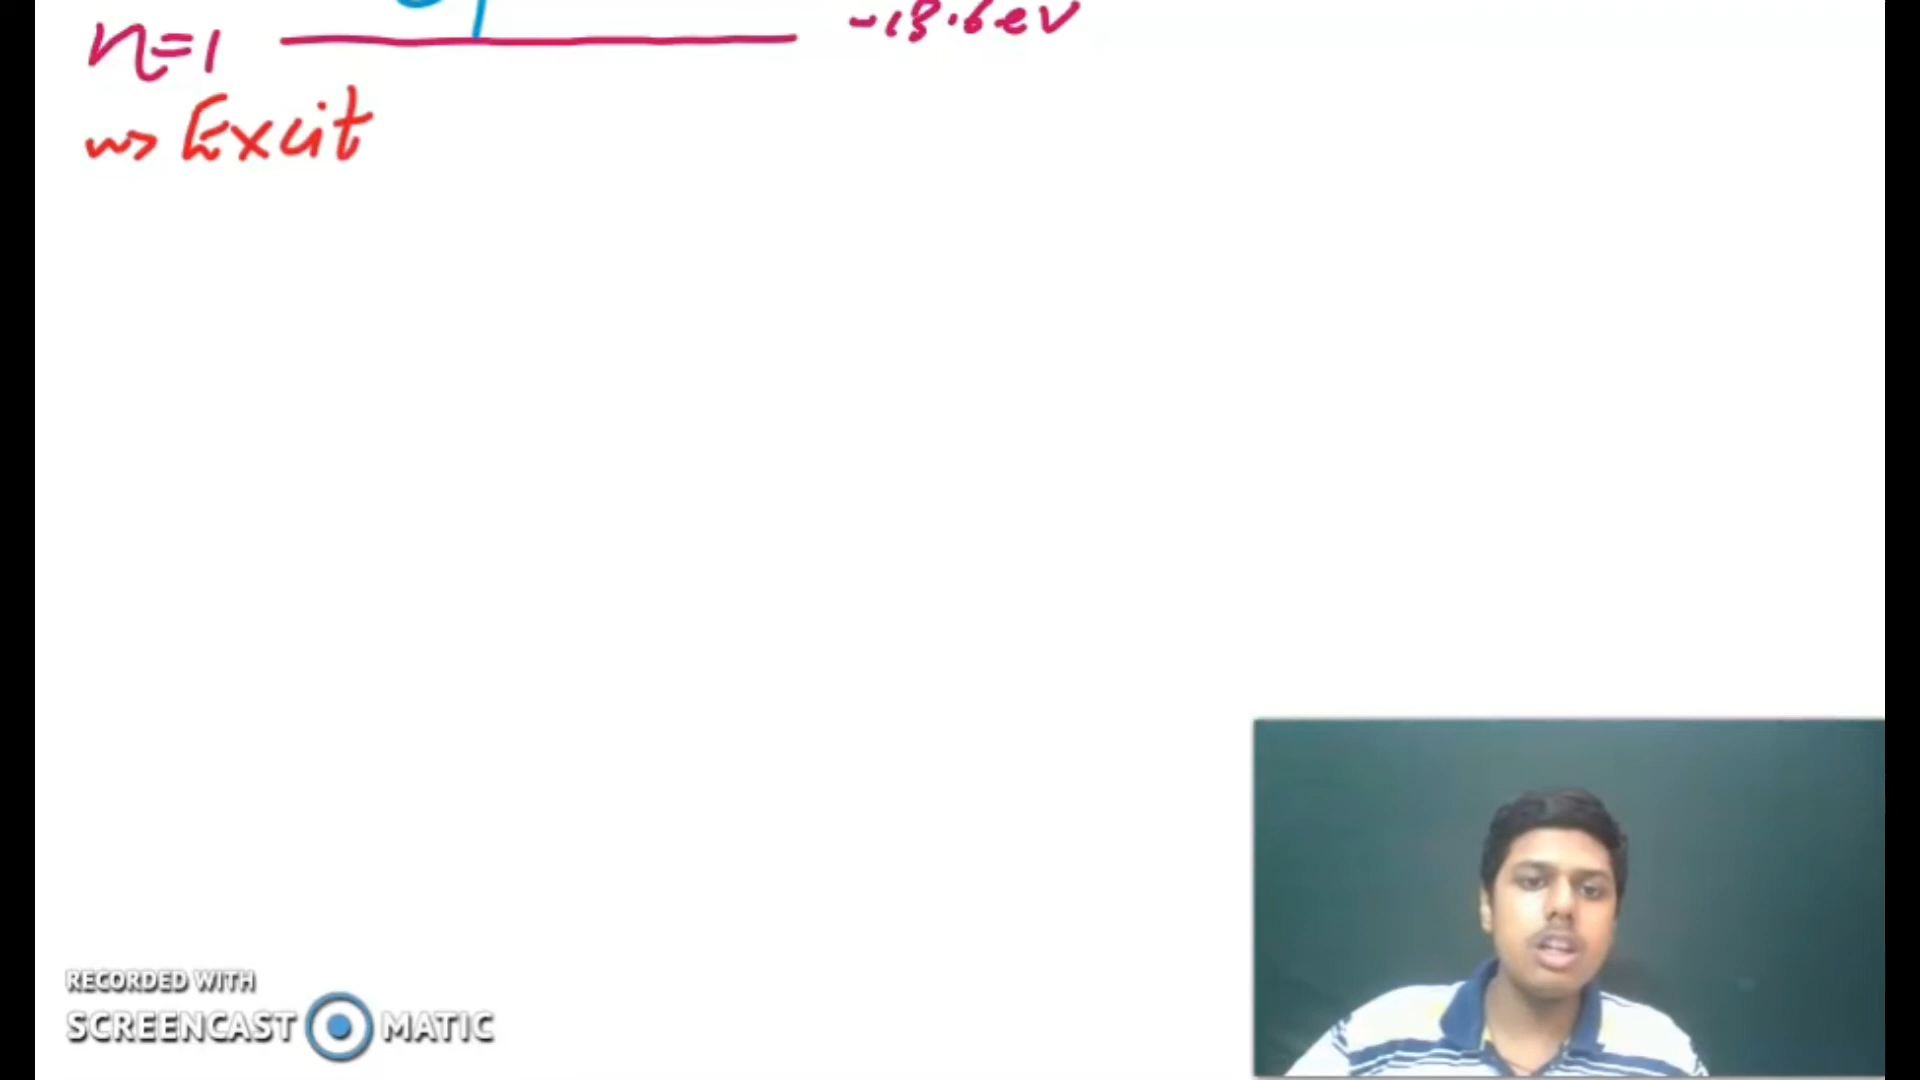 n=1 -13.6eV
~> Excit
RECORDED WITH
SCREENCAST MATIC